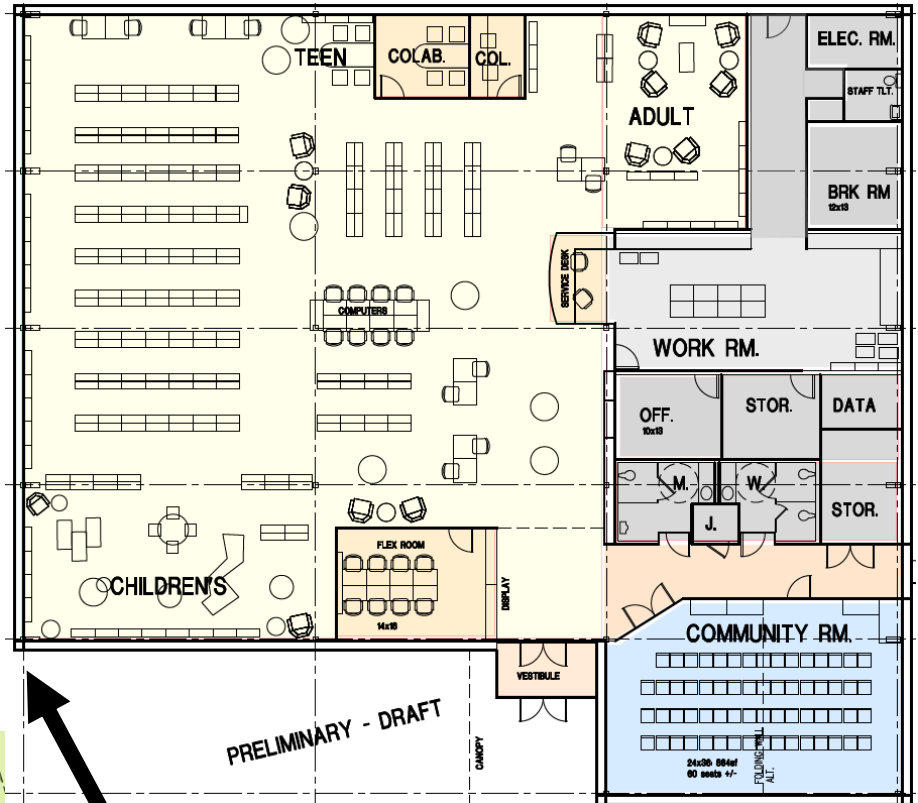 ELEC. RM.
TEEN
COLAB.
COL.
STAFF TLT.
ADULT
BRK RM
12x13
SERVICE DESK
COMPUTERS
WORK RM.
OFF.
10x13
STOR.
DATA
M.
W.
J.
STOR.
FLEX ROOM
CHILDREN'S
DISPLAY
14x16
COMMUNITY RM.
VESTIBULE
PRELIMINARY - DRAFT
CANOPY
24x36 864sf
60 seats +/-
FOLDING WALL
ALT.